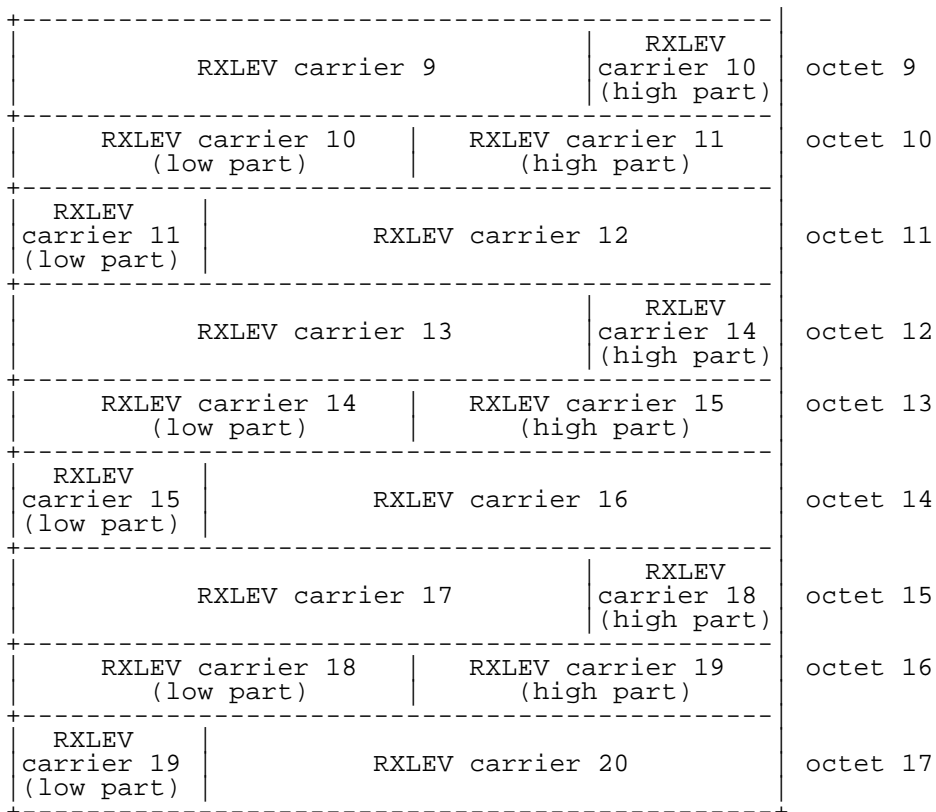 RXLEV
RXLEV carrier 9 carrier 10 octet 9
(high part)
RXLEV carrier 10 RXLEV carrier 11 octet 10
(low part) (high part)
RXLEV
carrier 11 RXLEV carrier 12 octet 11
(low part)
RXLEV
RXLEV carrier 13 carrier 14 octet 12
(high part)
RXLEV carrier 14 RXLEV carrier 15 octet 13
(low part) (high part)
RXLEV
carrier 15 RXLEV carrier 16 octet 14
(low part)
RXLEV
RXLEV carrier 17 carrier 18 octet 15
(high part)
RXLEV carrier 18 RXLEV carrier 19 octet 16
(low part) (high part)
RXLEV
carrier 19 RXLEV carrier 20 octet 17
(low part)